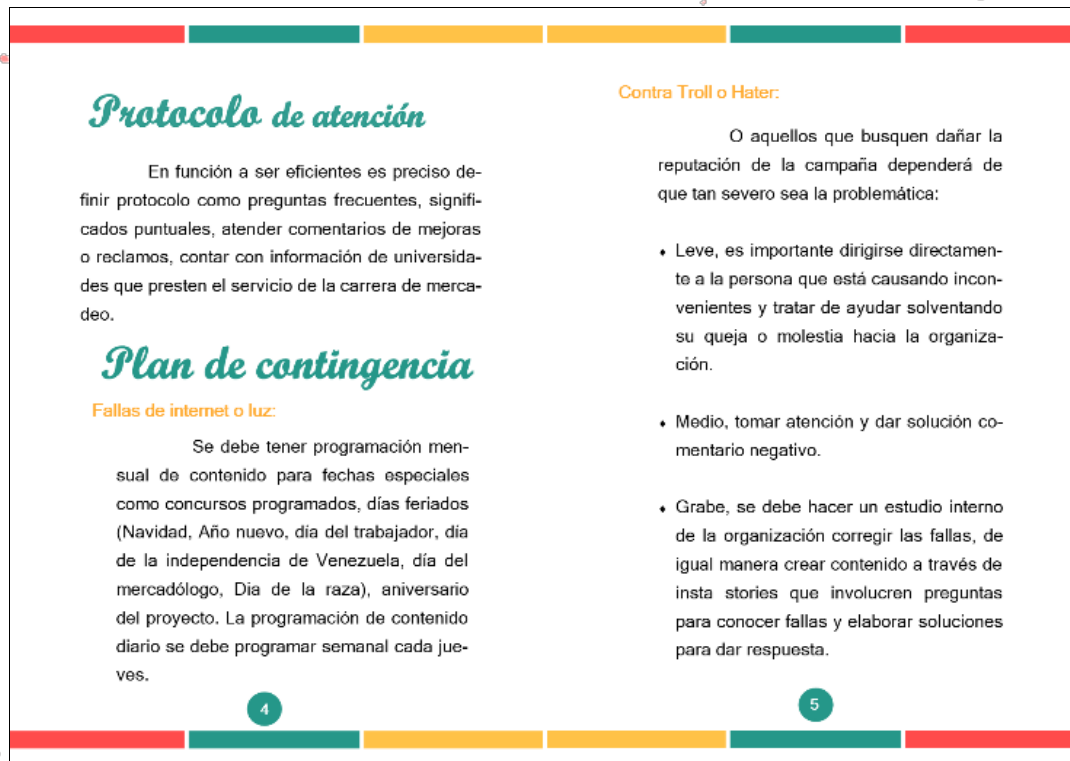 Protocolo de atención
En función a ser eficientes es preciso de-
finir protocolo como preguntas frecuentes, signifi-
cados puntuales, atender comentarios de mejoras
o reclamos, contar con información de universida-
des que presten el servicio de la carrera de merca-
deo.
Plan de contingencia
Fallas de internet o luz:
Se debe tener programación men-
sual de contenido para fechas especiales
como concursos programados, días feriados
(Navidad, Año nuevo, día del trabajador, día
de la independencia de Venezuela, día del
mercadólogo, Dia de la raza), aniversario
del proyecto. La programación de contenido
diario se debe programar semanal cada jue-
ves.
4
Contra Troll o Hater:
O aquellos que busquen dañar la
reputación de la campaña dependerá de
que tan severo sea la problemática:
⬧ Leve, es importante dirigirse directamen-
te a la persona que está causando incon-
venientes y tratar de ayudar solventando
su queja o molestia hacia la organiza-
ción.
⬧ Medio, tomar atención y dar solución co-
mentario negativo.
⬧ Grabe, se debe hacer un estudio interno
de la organización corregir las fallas, de
igual manera crear contenido a través de
insta stories que involucren preguntas
para conocer fallas y elaborar soluciones
para dar respuesta.
5